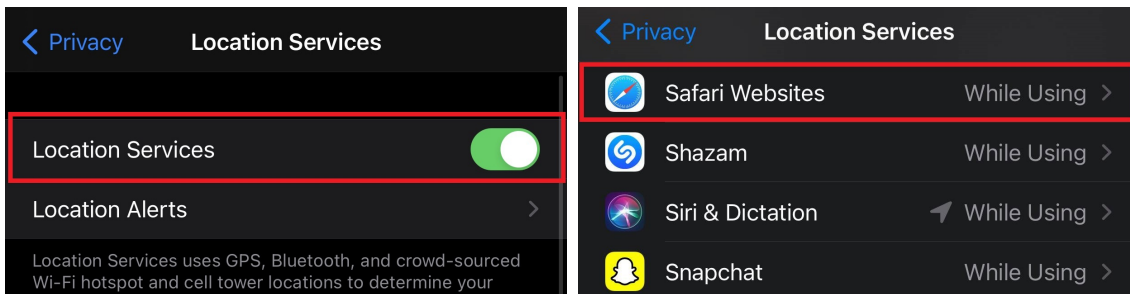 Privacy
Location Services
Location Services
Location Alerts
Location Services uses GPS, Bluetooth, and crowd-sourced
Wi-Fi hotspot and cell tower locations to determine your
Privacy
Location Services
Safari Websites While Using
Shazam While Using
Siri & Dictation While Using
Snapchat While Using